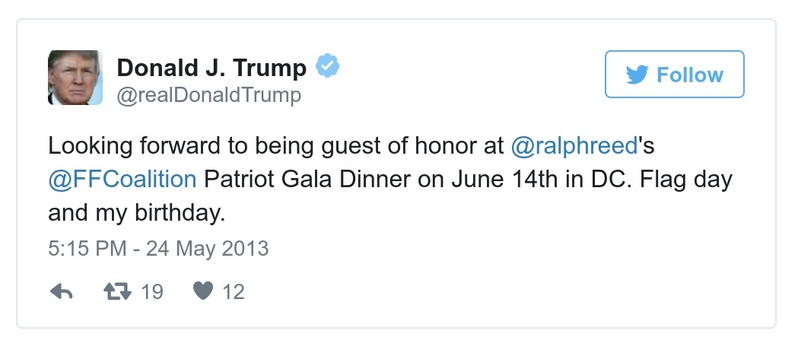 Donald J. Trump
@realDonaldTrump
Follow
Looking forward to being guest of honor at @ralphreed's
@FFCoalition Patriot Gala Dinner on June 14th in DC. Flag day
and my birthday.
5:15 PM - 24 May 2013
19 12